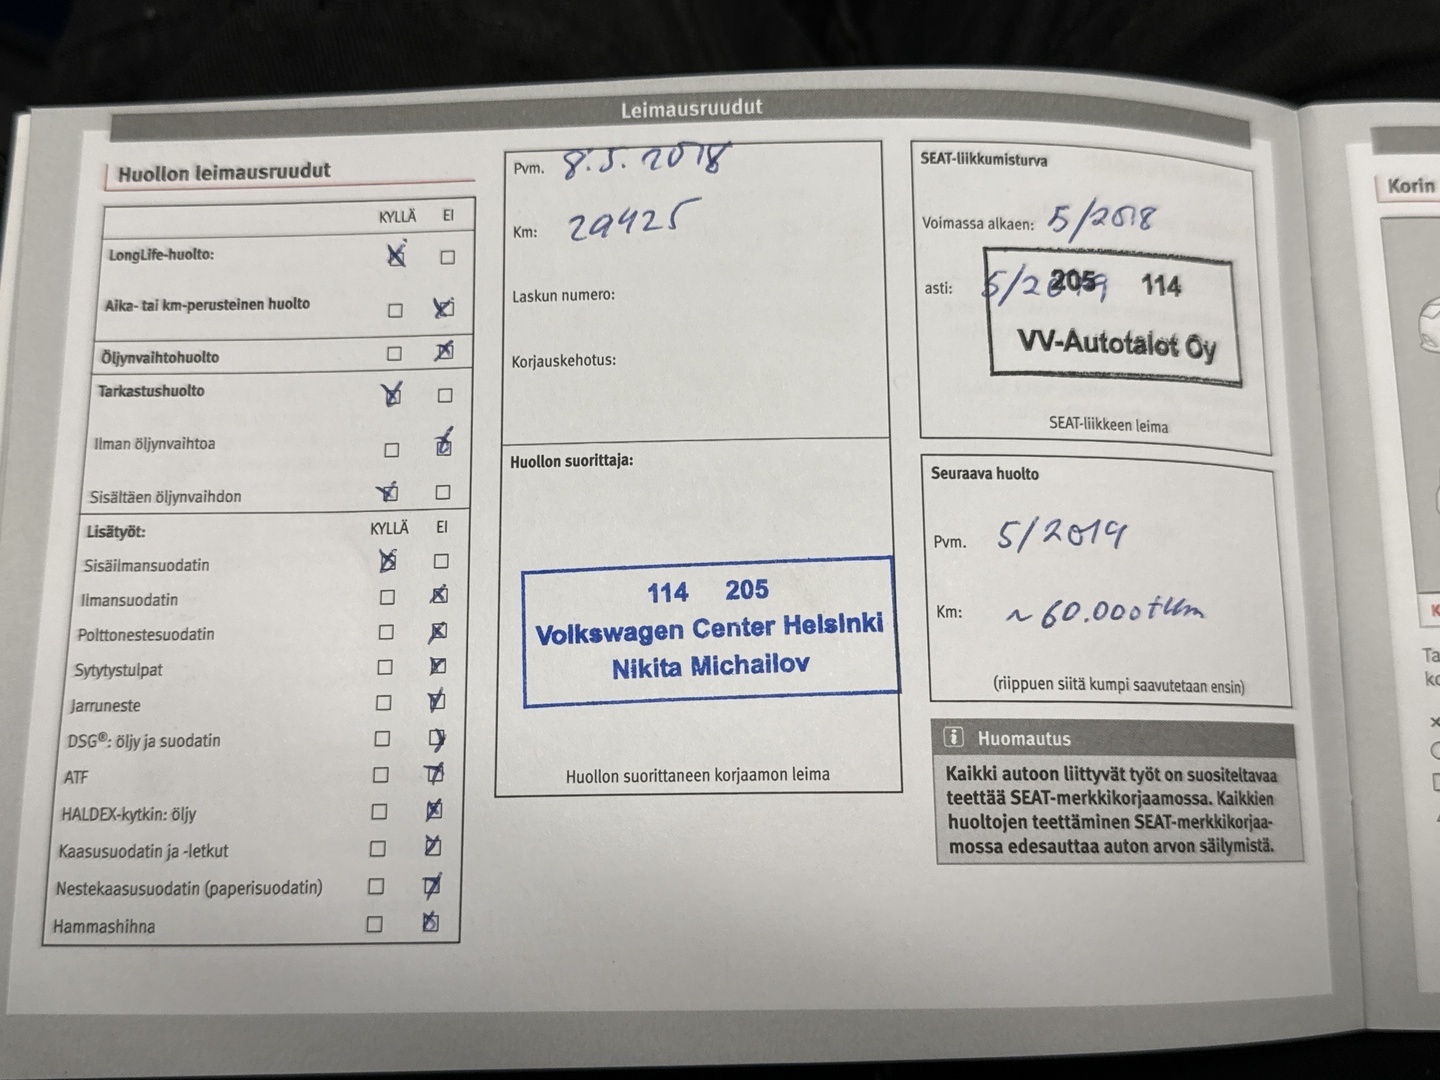 Leimausruudut
Huollon leimausruudut
KYLLÄ EI
LongLife-huolto:
Aika- tai km-perusteinen huolto
Öljynvaihtohuolto
Tarkastushuolto
Ilman öljynvaihtoa
Sisältäen öljynvaihdon
Lisätyöt: KYLLÄ EI
Sisäilmansuodatin
Ilmansuodatin
Polttonestesuodatin
Sytytystulpat
Jarruneste
DSG®: öljy ja suodatin
ATF
HALDEX-kytkin: öljy
Kaasusuodatin ja -letkut
Nestekaasusuodatin (paperisuodatin)
Hammashihna
Pvm. 8.5.2018
Km: 29425
Laskun numero:
Korjauskehotus:
Huollon suorittaja:
114 205
Volkswagen Center Helsinki
Nikita Michailov
Huollon suorittaneen korjaamon leima
SEAT-liikkumisturva
Voimassa alkaen: 5/2018
asti: 5/2019
205 114
VV-Autotalot Oy
SEAT-liikkeen leima
Seuraava huolto
Pvm. 5/2019
Km: ~60.000
(riippuen siitä kumpi saavutetaan ensin)
i Huomautus
Kaikki autoon liittyvät työt on suositeltavaa
teettää SEAT-merkkikorjaamossa. Kaikkien
huoltojen teettäminen SEAT-merkkikorjaa-
mossa edesauttaa auton arvon säilymistä.
Korin
K
Ta